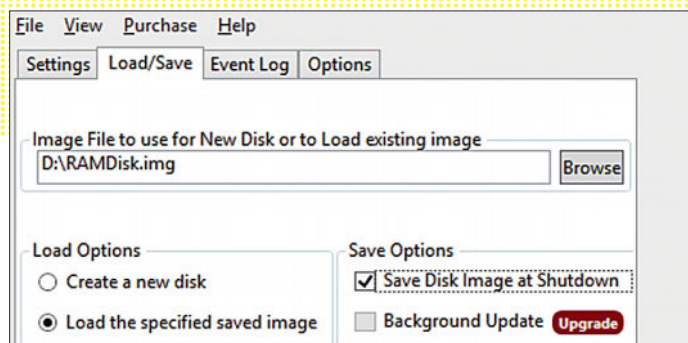 File View Purchase Help
Settings Load/Save Event Log Options
Image File to use for New Disk or to Load existing image
D:\RAMDisk.img
Browse
Load Options
Save Options
Create a new disk
Save Disk Image at Shutdown
Load the specified saved image
Background Update Upgrade